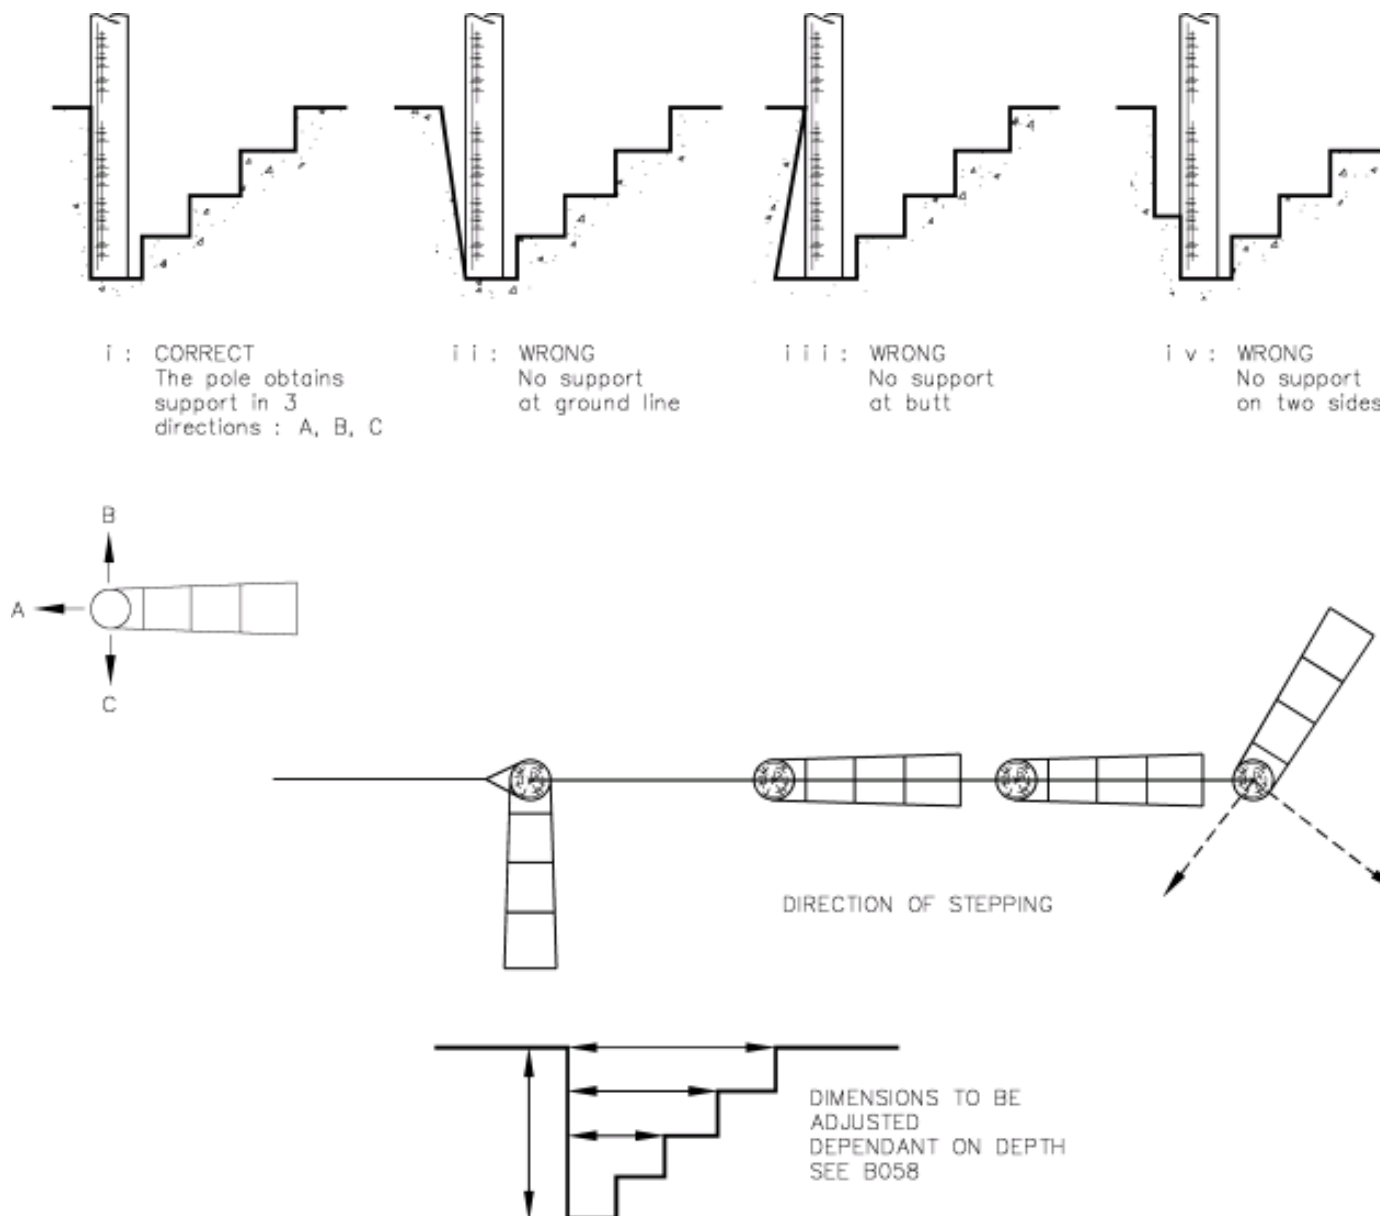 i : CORRECT
The pole obtains
support in 3
directions : A, B, C
i i : WRONG
No support
at ground line
i i i : WRONG
No support
at butt
i v : WRONG
No support
on two sides
B
A
C
DIRECTION OF STEPPING
DIMENSIONS TO BE
ADJUSTED
DEPENDANT ON DEPTH
SEE B058